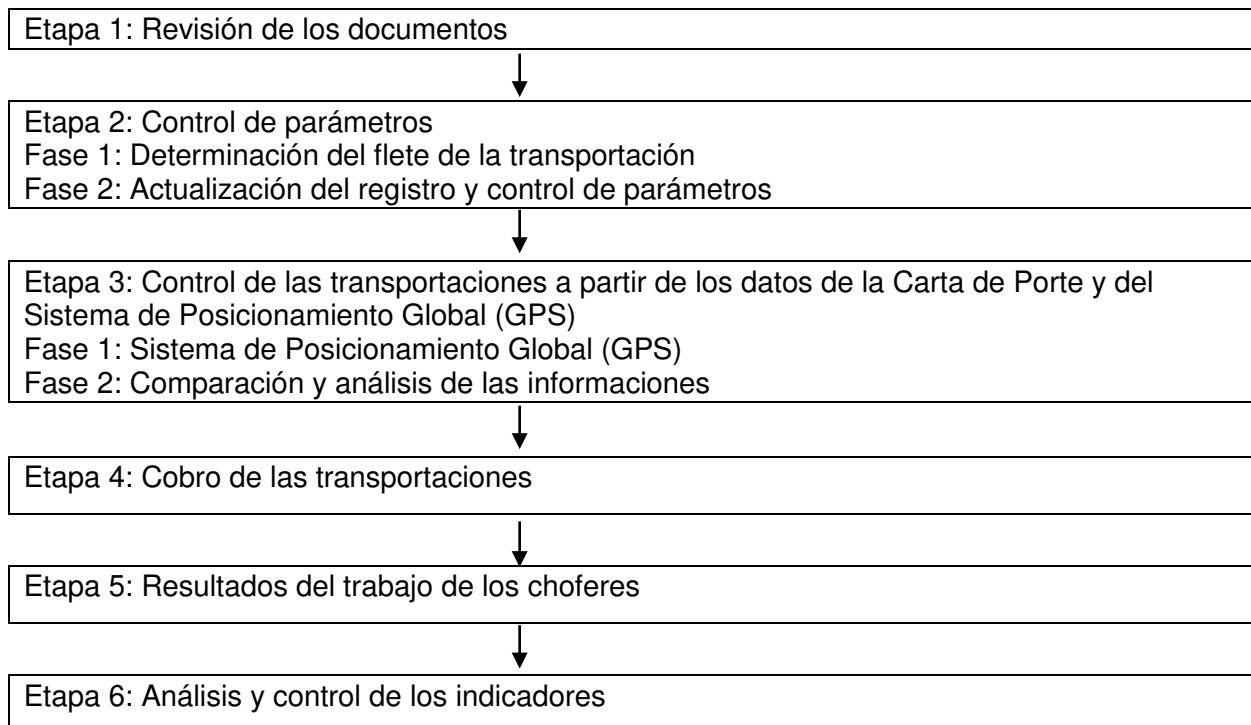 Etapa 1: Revisión de los documentos
Etapa 2: Control de parámetros
Fase 1: Determinación del flete de la transportación
Fase 2: Actualización del registro y control de parámetros
Etapa 3: Control de las transportaciones a partir de los datos de la Carta de Porte y del
Sistema de Posicionamiento Global (GPS)
Fase 1: Sistema de Posicionamiento Global (GPS)
Fase 2: Comparación y análisis de las informaciones
Etapa 4: Cobro de las transportaciones
Etapa 5: Resultados del trabajo de los choferes
Etapa 6: Análisis y control de los indicadores